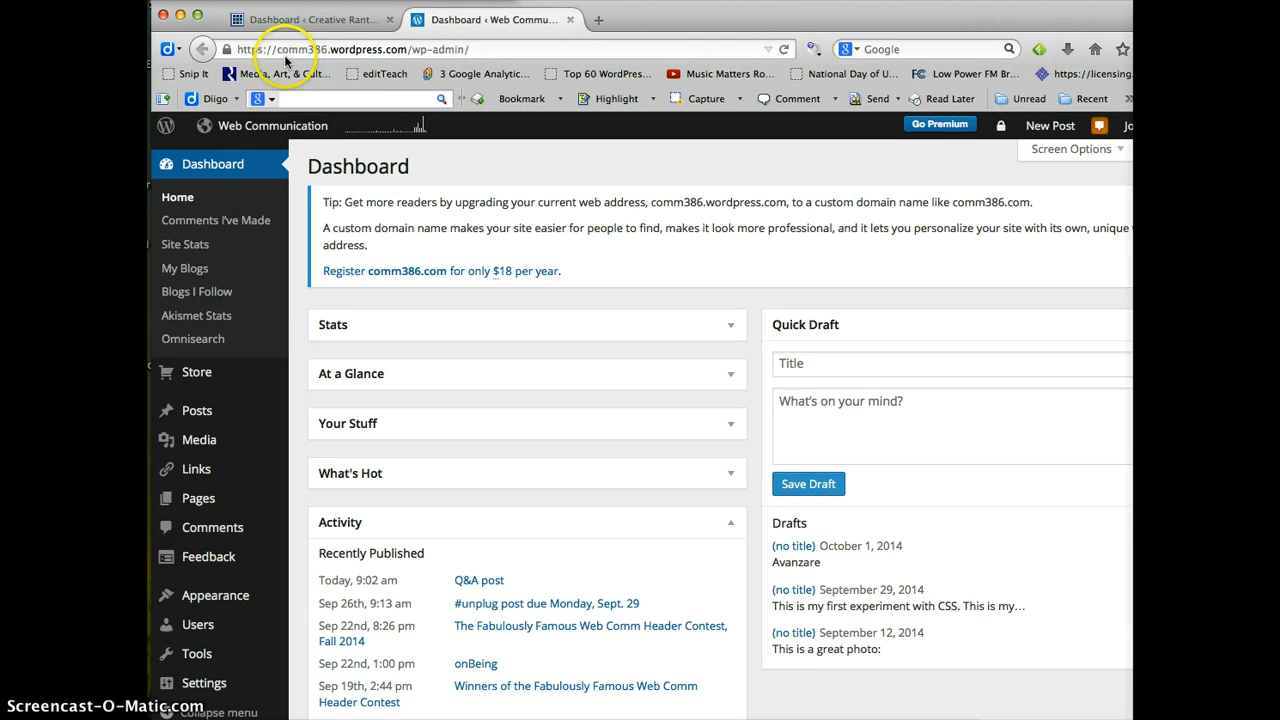 Dashboard ‹ Creative Rant...
Dashboard ‹ Web Commu...
https://comm386.wordpress.com/wp-admin/
Google
Snip It
Media, Art, & Cult...
editTeach
3 Google Analytic...
Top 60 WordPres...
Music Matters Ro...
National Day of U...
Low Power FM Br...
https://licensing.
Diigo
Bookmark
Highlight
Capture
Comment
Send
Read Later
Unread
Recent
Web Communication
Go Premium
New Post
Jo
Screen Options
Dashboard
Home
Comments I've Made
Site Stats
My Blogs
Blogs I Follow
Akismet Stats
Omnisearch
Store
Posts
Media
Links
Pages
Comments
Feedback
Appearance
Users
Tools
Settings
Collapse menu
Dashboard
Tip: Get more readers by upgrading your current web address, comm386.wordpress.com, to a custom domain name like comm386.com.
A custom domain name makes your site easier for people to find, makes it look more professional, and it lets you personalize your site with its own, unique w
address.
Register comm386.com for only $18 per year.
Stats
At a Glance
Your Stuff
What's Hot
Activity
Recently Published
Today, 9:02 am Q&A post
Sep 26th, 9:13 am #unplug post due Monday, Sept. 29
Sep 22nd, 8:26 pm The Fabulously Famous Web Comm Header Contest,
Fall 2014
Sep 22nd, 1:00 pm onBeing
Sep 19th, 2:44 pm Winners of the Fabulously Famous Web Comm
Header Contest
Quick Draft
Title
What's on your mind?
Save Draft
Drafts
(no title) October 1, 2014
Avanzare
(no title) September 29, 2014
This is my first experiment with CSS. This is my…
(no title) September 12, 2014
This is a great photo:
Screencast-O-Matic.com